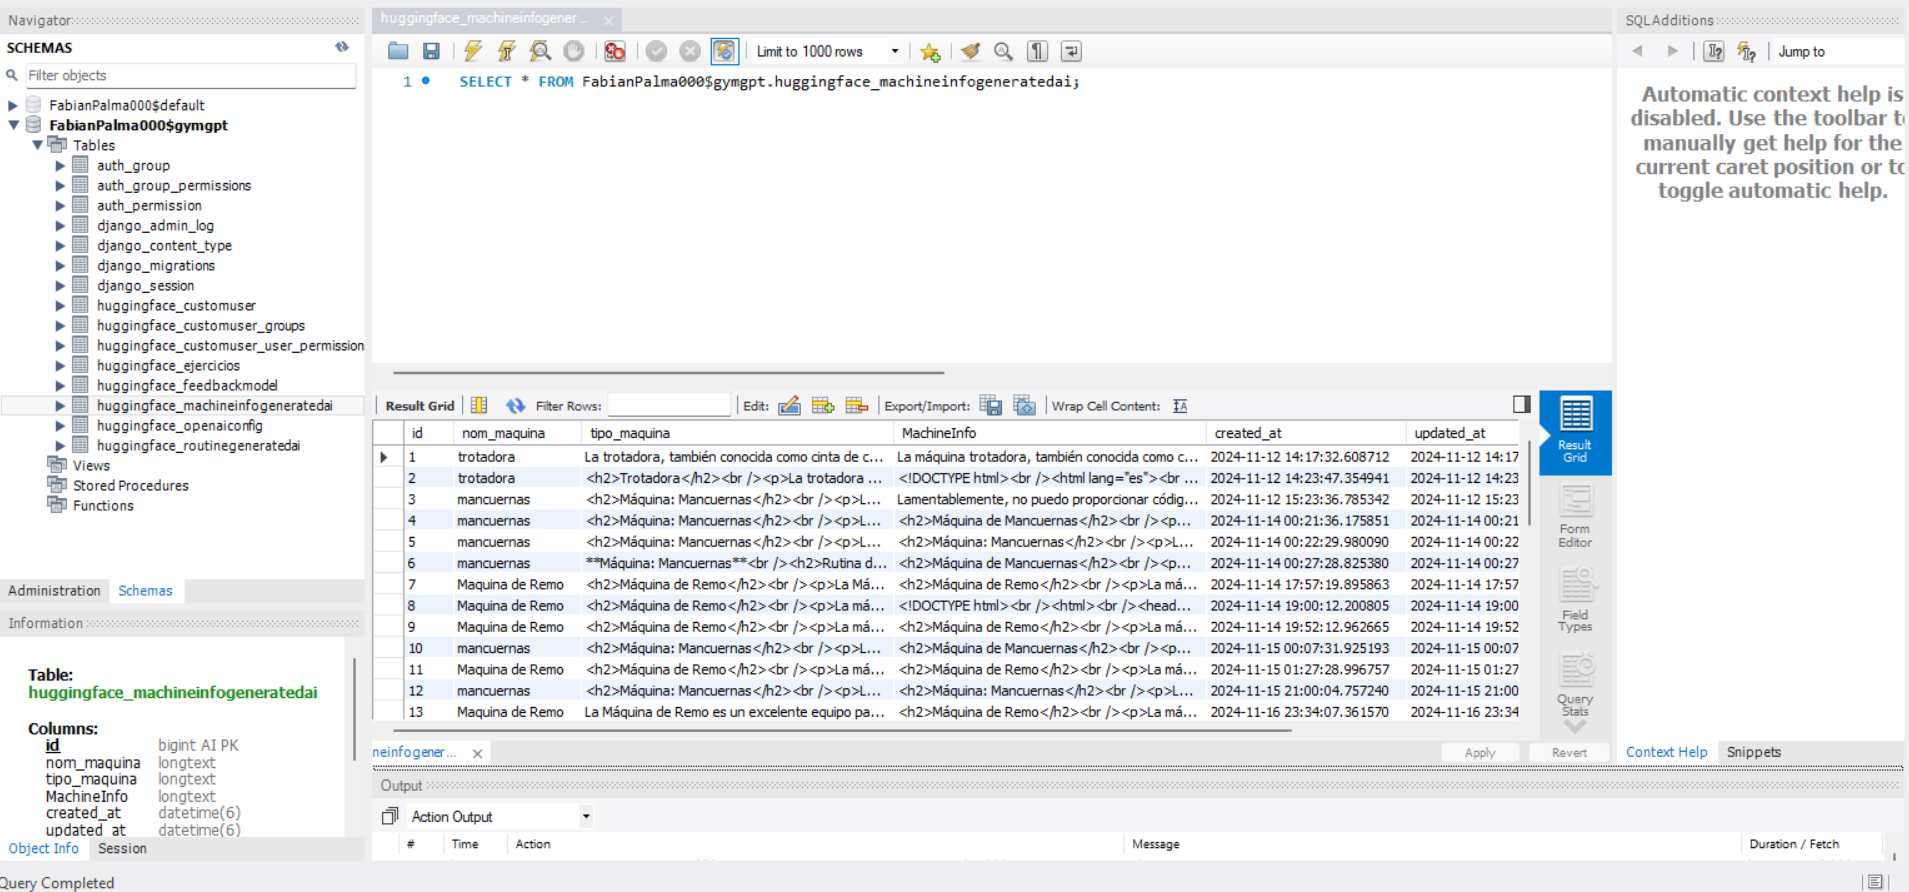 Navigator
SCHEMAS
Filter objects
FabianPalma000$default
FabianPalma000$gymgpt
Tables
auth_group
auth_group_permissions
auth_permission
django_admin_log
django_content_type
django_migrations
django_session
huggingface_customuser
huggingface_customuser_groups
huggingface_customuser_user_permission
huggingface_ejercicios
huggingface_feedbackmodel
huggingface_machineinfogeneratedai
huggingface_openaiconfig
huggingface_routinegeneratedai
Views
Stored Procedures
Functions
Administration Schemas
Information
Table:
huggingface_machineinfogeneratedai
Columns:
id bigint AI PK
nom_maquina longtext
tipo_maquina longtext
MachineInfo longtext
created_at datetime(6)
updated_at datetime(6)
Object Info Session
Query Completed
huggingface_machineinfogener...
Limit to 1000 rows
1 SELECT * FROM FabianPalma000$gymgpt.huggingface_machineinfogeneratedai;
Result Grid Filter Rows: Edit: Export/Import: Wrap Cell Content:
id nom_maquina tipo_maquina MachineInfo created_at updated_at
1 trotadora La trotadora, también conocida como cinta de c... La máquina trotadora, también conocida como c... 2024-11-12 14:17:32.608712 2024-11-12 14:17
2 trotadora <h2>Trotadora</h2><br /><p>La trotadora ... <!DOCTYPE html><br /><html lang="es"><br ... 2024-11-12 14:23:47.354941 2024-11-12 14:23
3 mancuernas <h2>Máquina: Mancuernas</h2><br /><p>L... Lamentablemente, no puedo proporcionar códig... 2024-11-12 15:23:36.785342 2024-11-12 15:23
4 mancuernas <h2>Máquina: Mancuernas</h2><br /><p>L... <h2>Máquina de Mancuernas</h2><br /><p... 2024-11-14 00:21:36.175851 2024-11-14 00:21
5 mancuernas <h2>Máquina: Mancuernas</h2><br /><p>L... <h2>Máquina: Mancuernas</h2><br /><p>L... 2024-11-14 00:22:29.980090 2024-11-14 00:22
6 mancuernas **Máquina: Mancuernas**<br /><h2>Rutina d... <h2>Máquina de Mancuernas</h2><br /><p... 2024-11-14 00:27:28.825380 2024-11-14 00:27
7 Maquina de Remo <h2>Máquina de Remo</h2><br /><p>La Má... <h2>Máquina de Remo</h2><br /><p>La má... 2024-11-14 17:57:19.895863 2024-11-14 17:57
8 Maquina de Remo <h2>Máquina de Remo</h2><br /><p>La má... <!DOCTYPE html><br /><html><br /><head... 2024-11-14 19:00:12.200805 2024-11-14 19:00
9 Maquina de Remo <h2>Máquina de Remo</h2><br /><p>La má... <h2>Máquina de Remo</h2><br /><p>La má... 2024-11-14 19:52:12.962665 2024-11-14 19:52
10 mancuernas <h2>Máquina: Mancuernas</h2><br /><p>L... <h2>Máquina de Mancuernas</h2><br /><p... 2024-11-15 00:07:31.925193 2024-11-15 00:07
11 Maquina de Remo <h2>Máquina de Remo</h2><br /><p>La má... <h2>Máquina de Remo</h2><br /><p>La má... 2024-11-15 01:27:28.996757 2024-11-15 01:27
12 mancuernas <h2>Máquina: Mancuernas</h2><br /><p>L... <h2>Máquina: Mancuernas</h2><br /><p>L... 2024-11-15 21:00:04.757240 2024-11-15 21:00
13 Maquina de Remo La Máquina de Remo es un excelente equipo pa... <h2>Máquina de Remo</h2><br /><p>La má... 2024-11-16 23:34:07.361570 2024-11-16 23:34
Result
Grid
Form
Editor
Field
Types
Query
Stats
neinfogener... Apply Revert
Output
Action Output
# Time Action Message Duration / Fetch
SQLAdditions
Jump to
Automatic context help is
disabled. Use the toolbar t
manually get help for the
current caret position or to
toggle automatic help.
Context Help Snippets